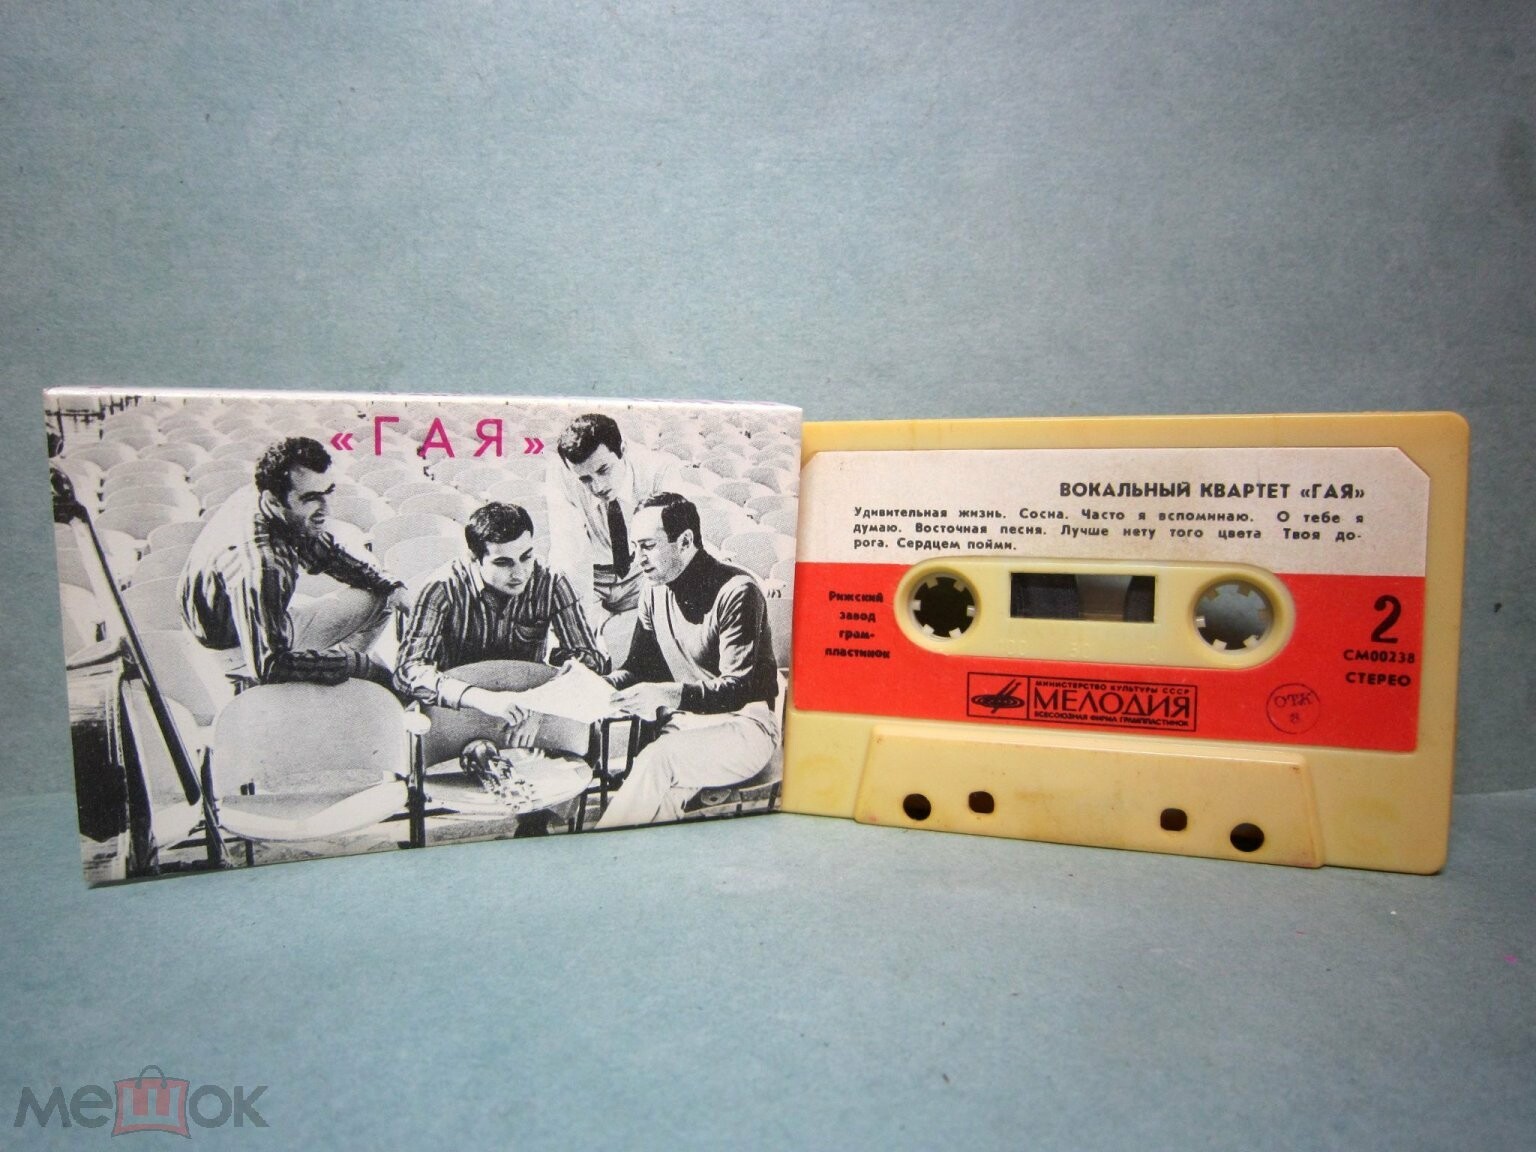 «ГАЯ»
ВОКАЛЬНЫЙ КВАРТЕТ «ГАЯ»
Удивительная жизнь. Сосна. Часто я вспоминаю. О тебе я
думаю. Восточная песня. Лучше нету того цвета Твоя до-
рога. Сердцем пойми.
Рижский
завод
грам-
пластинок
2
СМ00238
СТЕРЕО
МИНИСТЕРСТВО КУЛЬТУРЫ СССР
МЕЛОДИЯ
ВСЕСОЮЗНАЯ ФИРМА ГРАМПЛАСТИНОК
ОТК
8
мешок